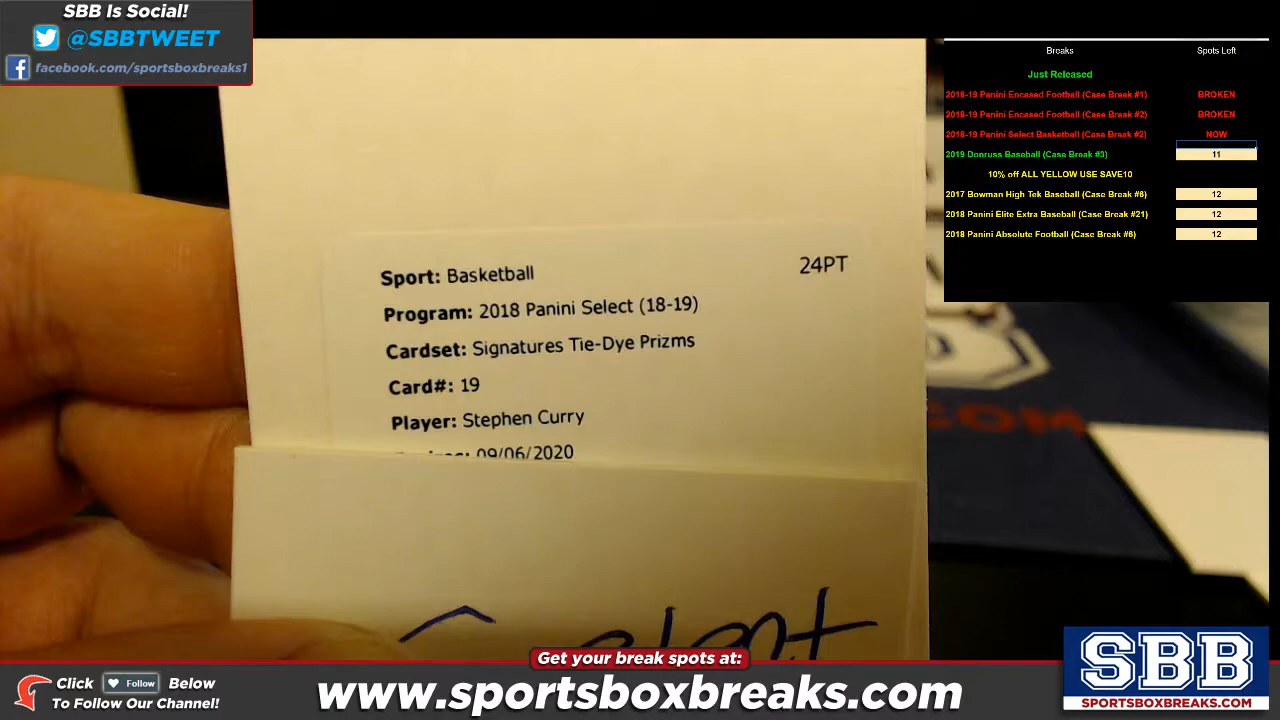 SBB Is Social!
@SBBTWEET
facebook.com/sportsboxbreaks1
Breaks Spots Left
Just Released
2018-19 Panini Encased Football (Case Break #1) BROKEN
2018-19 Panini Encased Football (Case Break #2) BROKEN
2018-19 Panini Select Basketball (Case Break #2) NOW
2019 Donruss Baseball (Case Break #3) 11
10% off ALL YELLOW USE SAVE10
2017 Bowman High Tek Baseball (Case Break #6) 12
2018 Panini Elite Extra Baseball (Case Break #21) 12
2018 Panini Absolute Football (Case Break #6) 12
Sport: Basketball 24PT
Program: 2018 Panini Select (18-19)
Cardset: Signatures Tie-Dye Prizms
Card#: 19
Player: Stephen Curry
09/06/2020
COM
Get your break spots at:
Click Follow Below
To Follow Our Channel!
www.sportsboxbreaks.com
SBB
SPORTSBOXBREAKS.COM